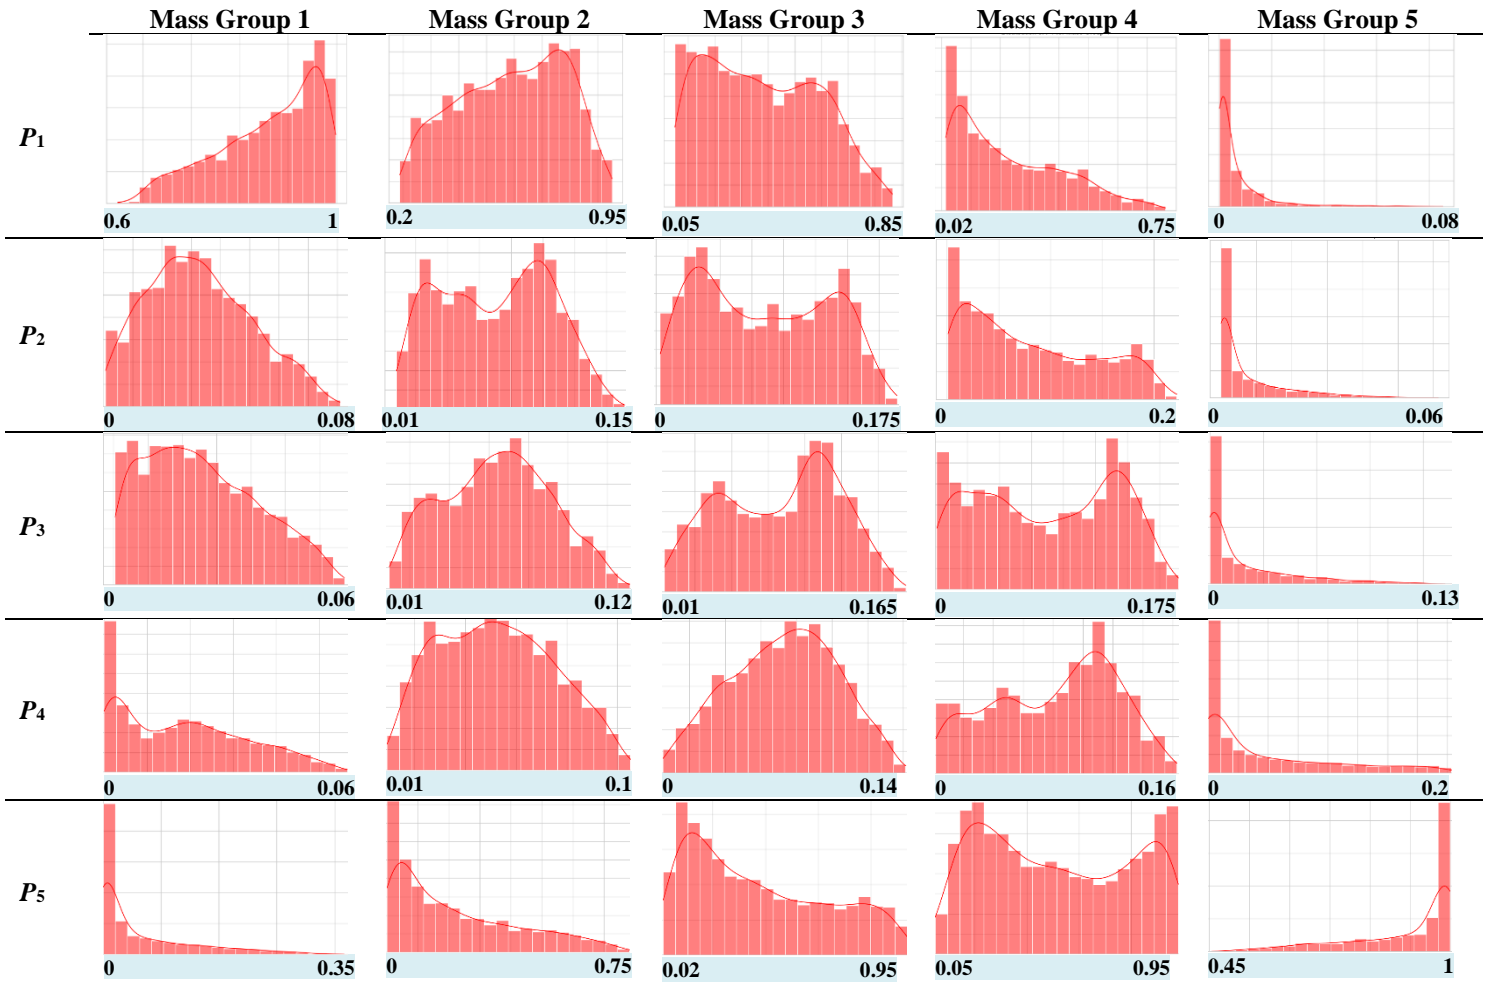 Mass Group 1 Mass Group 2 Mass Group 3 Mass Group 4 Mass Group 5
P1
0.6 1 0.2 0.95 0.05 0.85 0.02 0.75 0 0.08
P2
0 0.08 0.01 0.15 0 0.175 0 0.2 0 0.06
P3
0 0.06 0.01 0.12 0.01 0.165 0 0.175 0 0.13
P4
0 0.06 0.01 0.1 0 0.14 0 0.16 0 0.2
P5
0 0.35 0 0.75 0.02 0.95 0.05 0.95 0.45 1